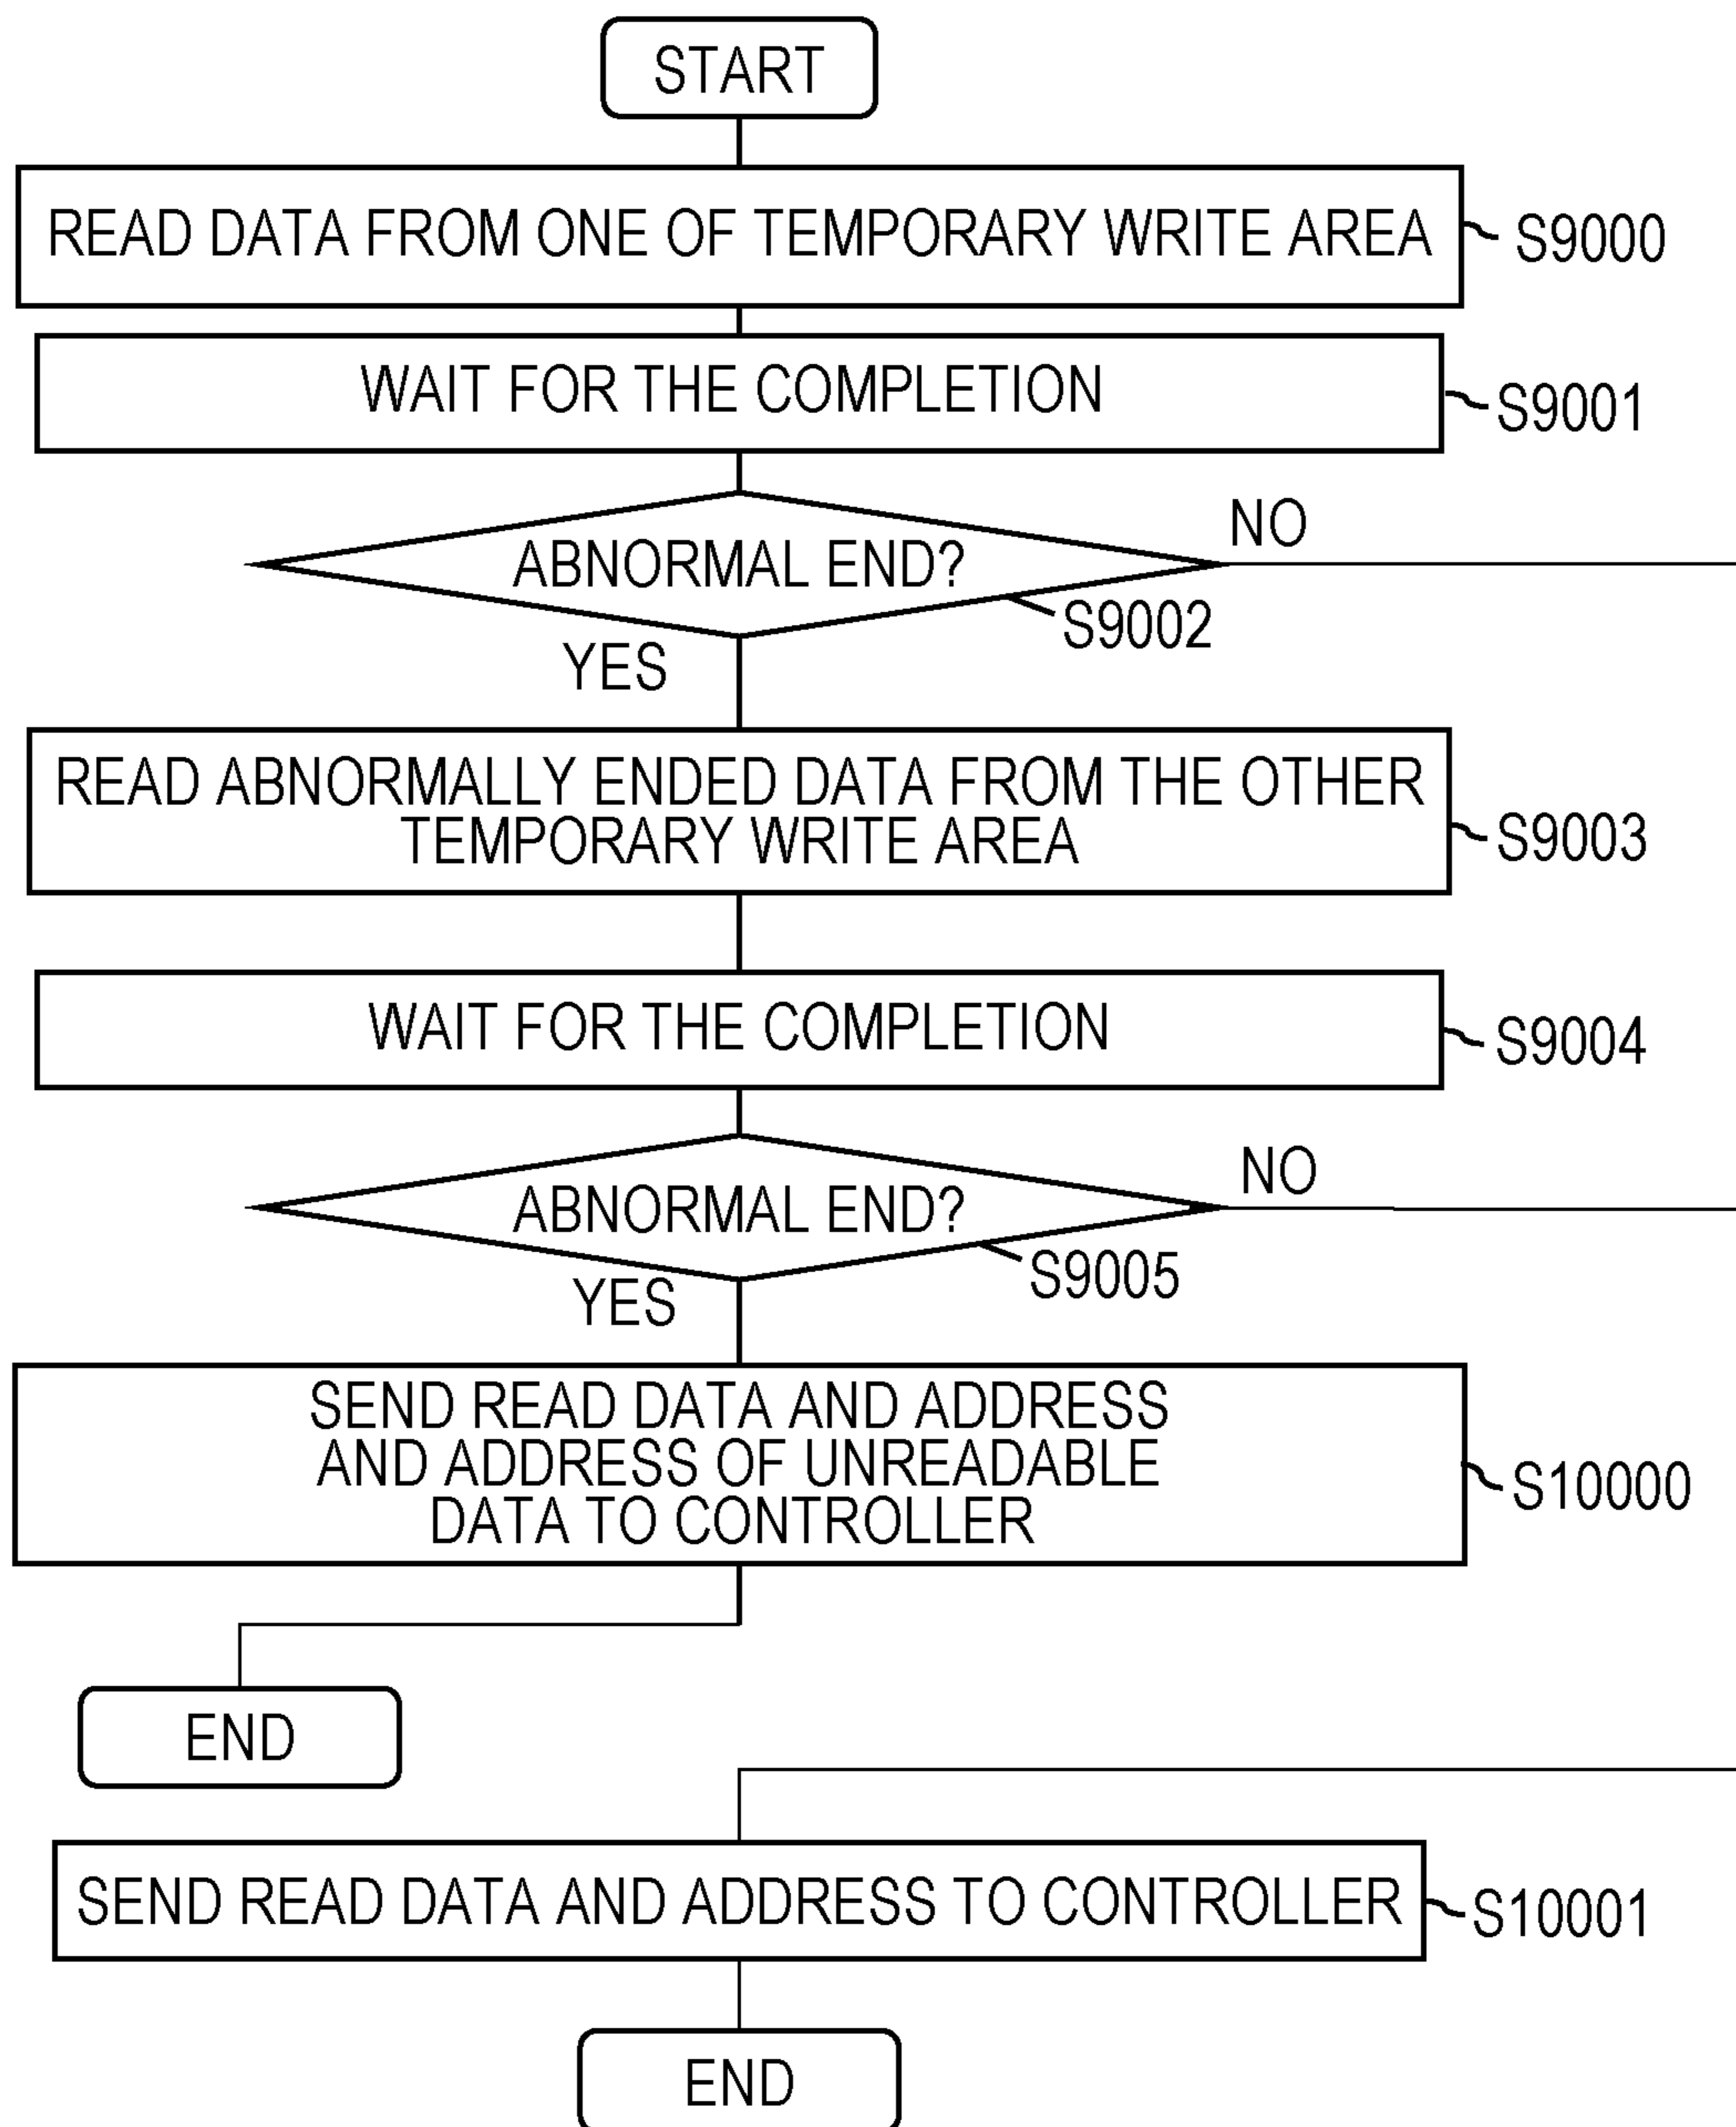 START
READ DATA FROM ONE OF TEMPORARY WRITE AREA
S9000
WAIT FOR THE COMPLETION
S9001
NO
ABNORMAL END?
S9002
YES
READ ABNORMALLY ENDED DATA FROM THE OTHER
TEMPORARY WRITE AREA
S9003
WAIT FOR THE COMPLETION
S9004
NO
ABNORMAL END?
S9005
YES
SEND READ DATA AND ADDRESS
AND ADDRESS OF UNREADABLE
DATA TO CONTROLLER
S10000
END
SEND READ DATA AND ADDRESS TO CONTROLLER
S10001
END